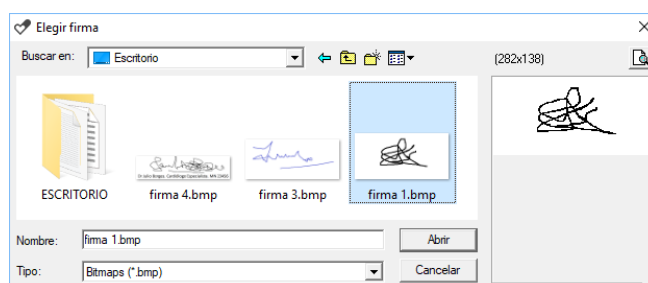 Elegir firma
Buscar en: Escritorio (282x138)
ESCRITORIO firma 4.bmp firma 3.bmp firma 1.bmp
Nombre: firma 1.bmp Abrir
Tipo: Bitmaps (*.bmp) Cancelar